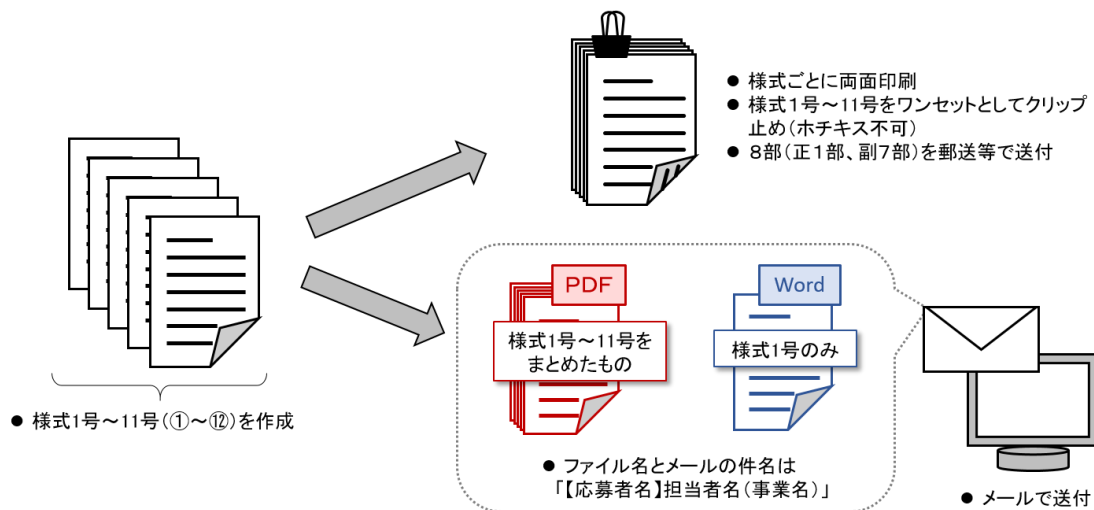 ● 様式ごとに両面印刷
● 様式1号～11号をワンセットとしてクリップ
止め(ホチキス不可)
● 8部(正1部、副7部)を郵送等で送付
● 様式1号～11号(①～⑫)を作成
PDF
様式1号～11号を
まとめたもの
Word
様式1号のみ
● ファイル名とメールの件名は
「【応募者名】担当者名(事業名)」
● メールで送付